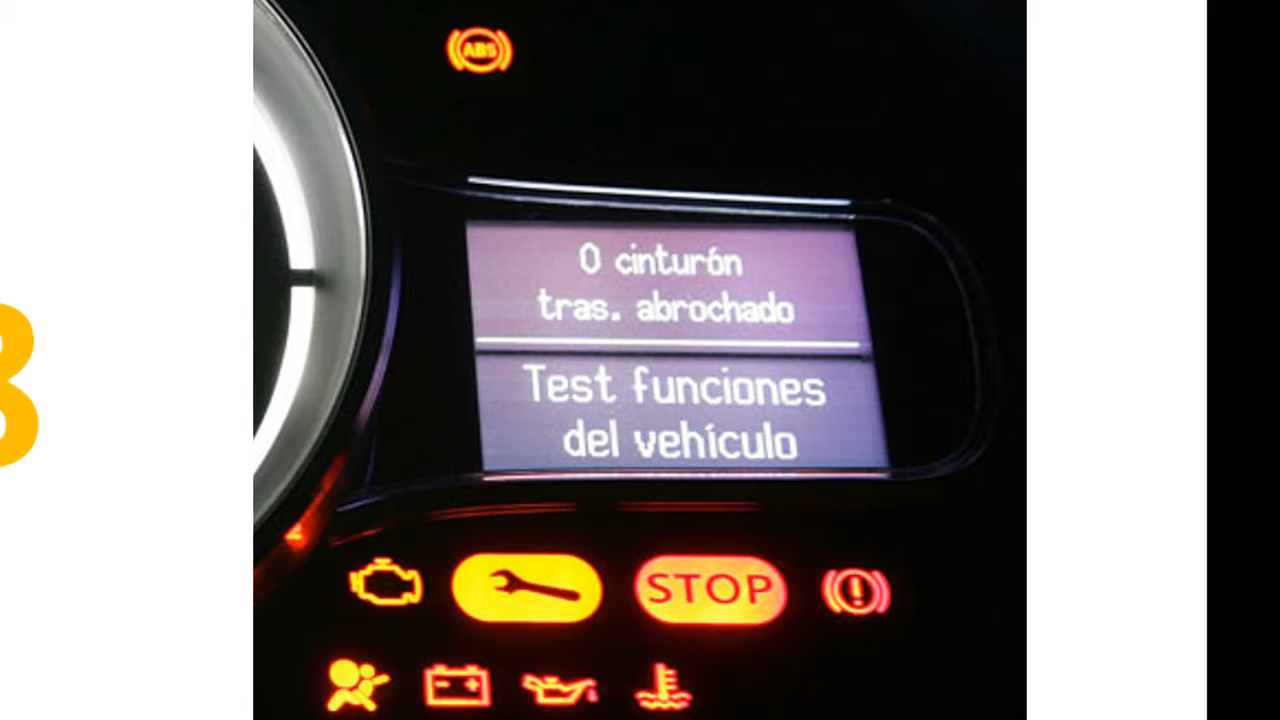 ABS
0 cinturón
tras. abrochado
Test funciones
del vehículo
STOP